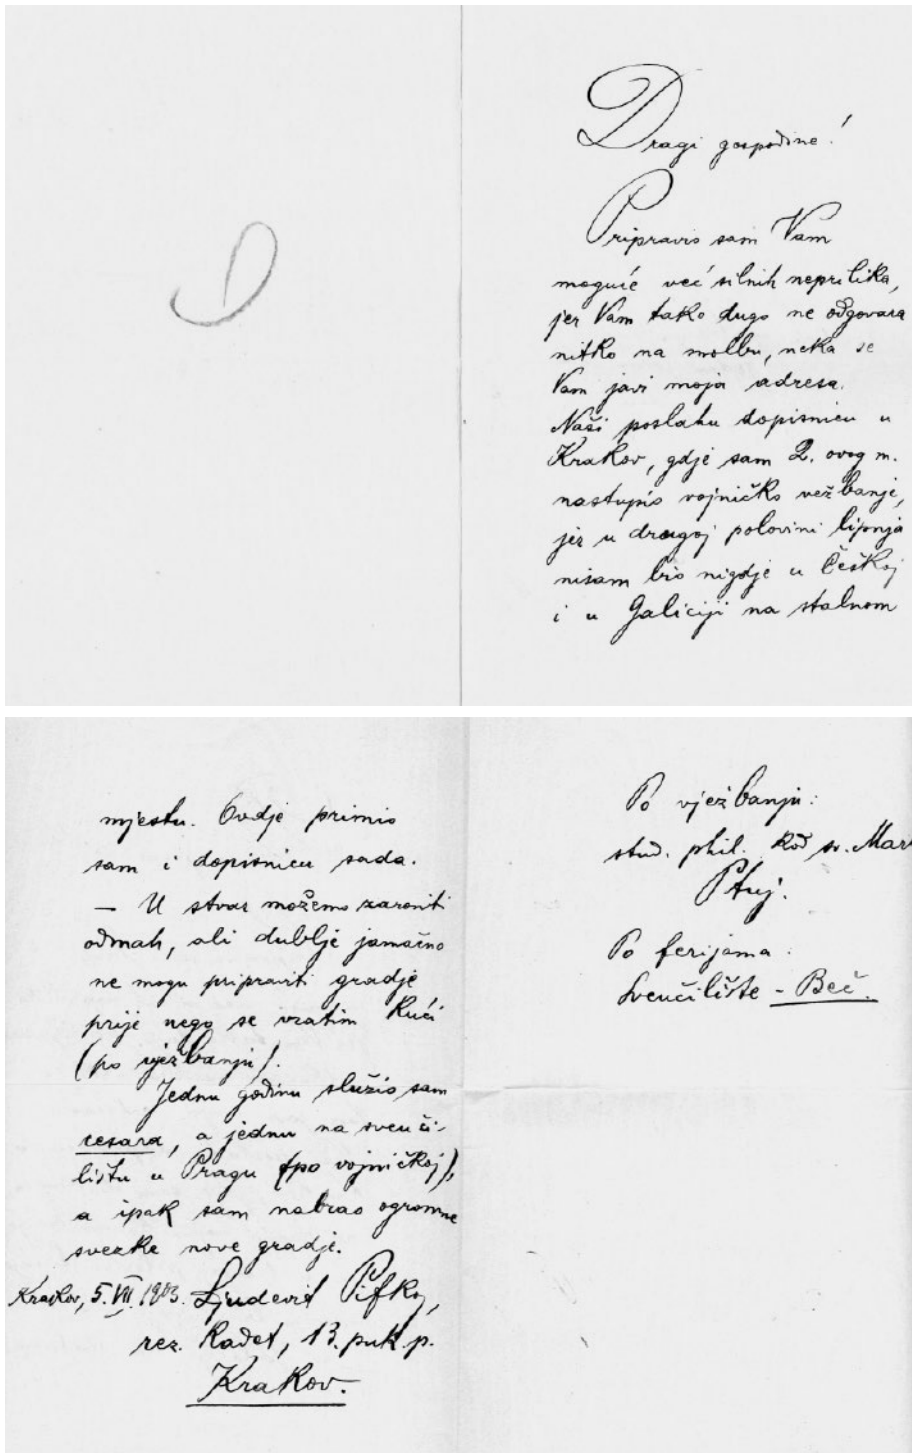 Dragi gospodine!
Pripravio sam Vam
moguće već silnih neprilika,
jer Vam tako dugo ne odgovara
nitko na molbu, neka se
Vam javi moja adresa.
Naši poslahu dopisnicu u
Krakov, gdje sam 2. ovog m.
nastupio vojničko vežbanje,
jer u drugoj polovini lipnja
nisam bio nigdje u Češkoj
i u Galiciji na stalnom
mjestu. Ovdje primio
sam i dopisnicu sada.
— U stvar možemo zaroniti
odmah, ali dublje jamačno
ne mogu pripraviti gradje
prije nego se vratim kući
(po vježbanju).
Jednu godinu služio sam
cesara, a jednu na sveuči-
lištu u Pragu (po vojničkoj),
a ipak sam nabrao ogromne
svezke nove gradje.
Krakov, 5. VII. 1903. Ljudevit Pifko,
rez. kadet, 13. puk. p.
Krakov.
Po vježbanju:
stud. phil. kod sv. Mar
Ptuj.
Po ferijama:
Sveučilište - Beč.